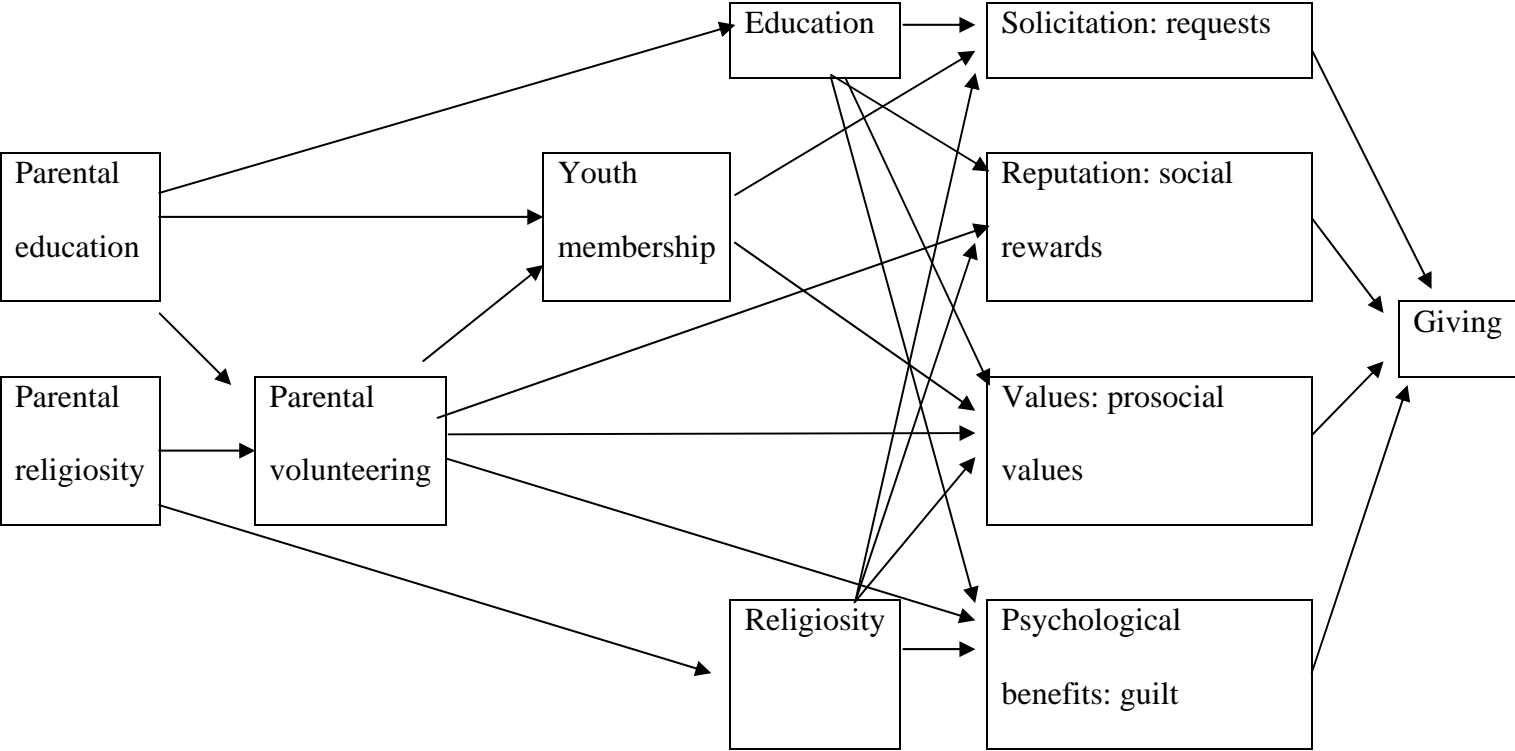 Education
Solicitation: requests
Parental
education
Youth
membership
Reputation: social
rewards
Giving
Parental
religiosity
Parental
volunteering
Values: prosocial
values
Religiosity
Psychological
benefits: guilt